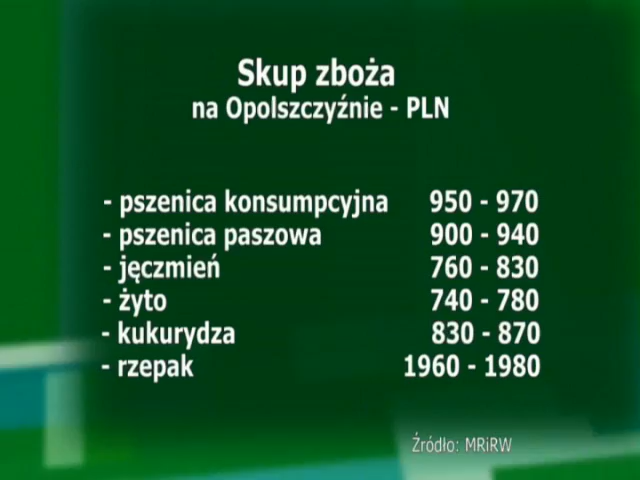 Skup zboża
na Opolszczyźnie - PLN
- pszenica konsumpcyjna 950 - 970
- pszenica paszowa 900 - 940
- jęczmień 760 - 830
- żyto 740 - 780
- kukurydza 830 - 870
- rzepak 1960 - 1980
Źródło: MRiRW